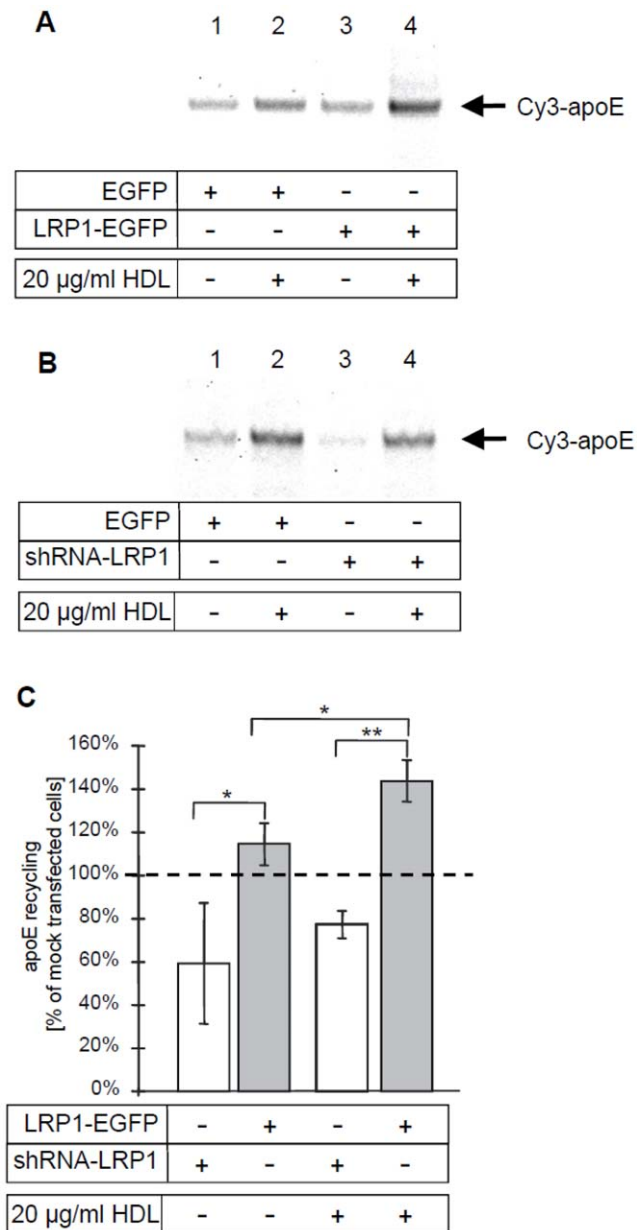 A
1 2 3 4
Cy3-apoE
EGFP + + – –
LRP1-EGFP – – + +
20 µg/ml HDL – + – +
B
1 2 3 4
Cy3-apoE
EGFP + + – –
shRNA-LRP1 – – + +
20 µg/ml HDL – + – +
C
*
**
*
160%
140%
120%
100%
80%
60%
40%
20%
0%
apoE recycling
[% of mock transfected cells]
LRP1-EGFP – + – +
shRNA-LRP1 + – + –
20 µg/ml HDL – – + +